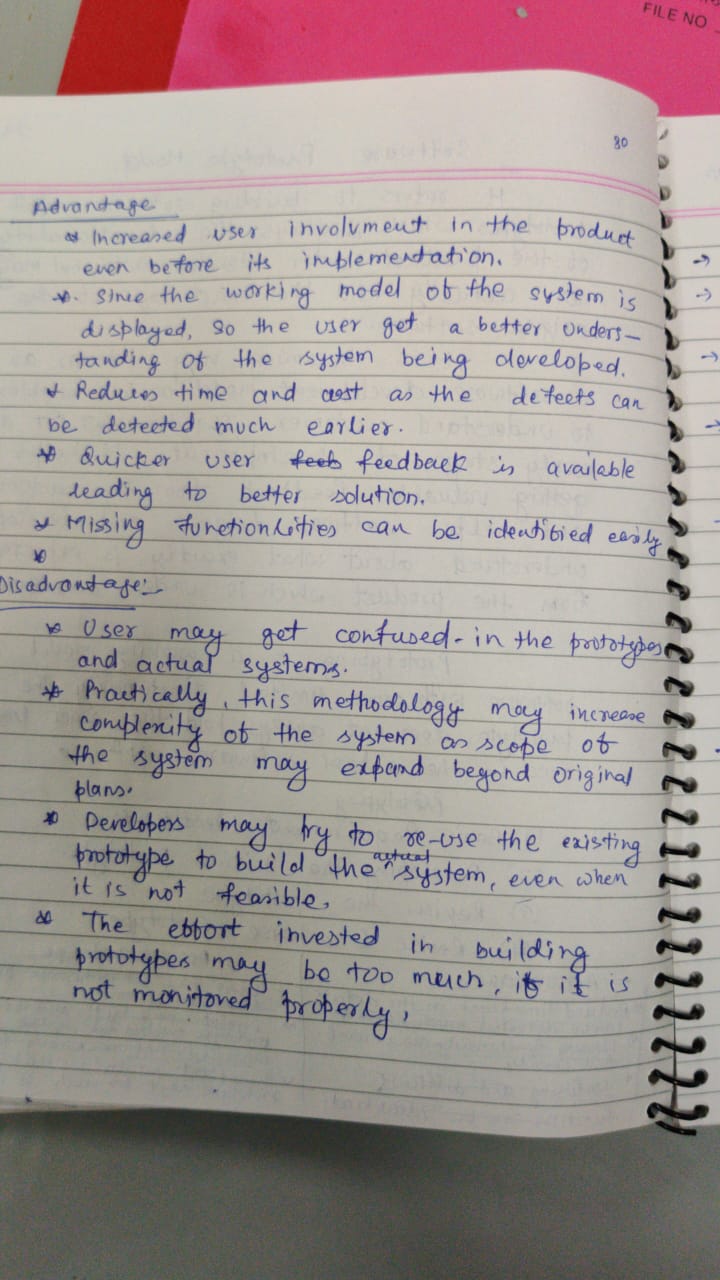 FILE NO
80
Advantage
* Increased user involvment in the product
even before its implementation.
*. Since the working model of the system is
displayed, so the user get a better unders-
tanding of the system being developed.
* Reduces time and cost as the defects can
be detected much earlier.
* Quicker user feeb feedback is available
leading to better solution.
* Missing functionlities can be identified easily
*
Disadvantage:-
* User may get confused - in the prototypes
and actual systems.
* Practically, this methodology may increase
complexity of the system as scope of
the system may expand beyond original
plans.
* Developers may try to re-use the existing
prototype to build the actual system, even when
it is not feasible.
* The effort invested in building
prototypes may be too much, if it is
not monitored properly,